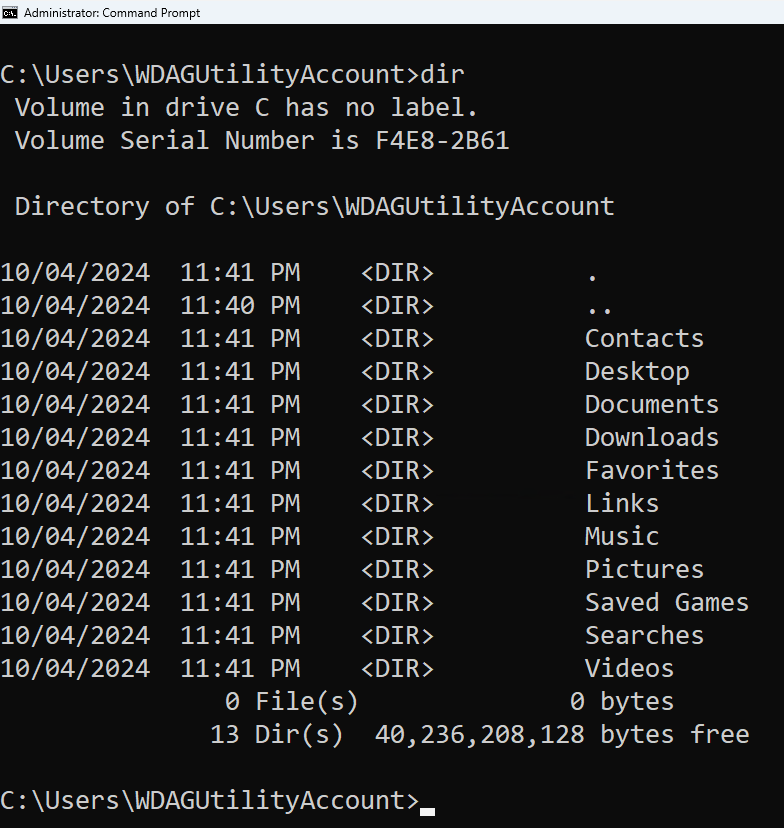 Administrator: Command Prompt
C:\Users\WDAGUtilityAccount>dir
 Volume in drive C has no label.
 Volume Serial Number is F4E8-2B61
 Directory of C:\Users\WDAGUtilityAccount
10/04/2024  11:41 PM    <DIR>          .
10/04/2024  11:40 PM    <DIR>          ..
10/04/2024  11:41 PM    <DIR>          Contacts
10/04/2024  11:41 PM    <DIR>          Desktop
10/04/2024  11:41 PM    <DIR>          Documents
10/04/2024  11:41 PM    <DIR>          Downloads
10/04/2024  11:41 PM    <DIR>          Favorites
10/04/2024  11:41 PM    <DIR>          Links
10/04/2024  11:41 PM    <DIR>          Music
10/04/2024  11:41 PM    <DIR>          Pictures
10/04/2024  11:41 PM    <DIR>          Saved Games
10/04/2024  11:41 PM    <DIR>          Searches
10/04/2024  11:41 PM    <DIR>          Videos
               0 File(s)              0 bytes
              13 Dir(s)  40,236,208,128 bytes free
C:\Users\WDAGUtilityAccount>